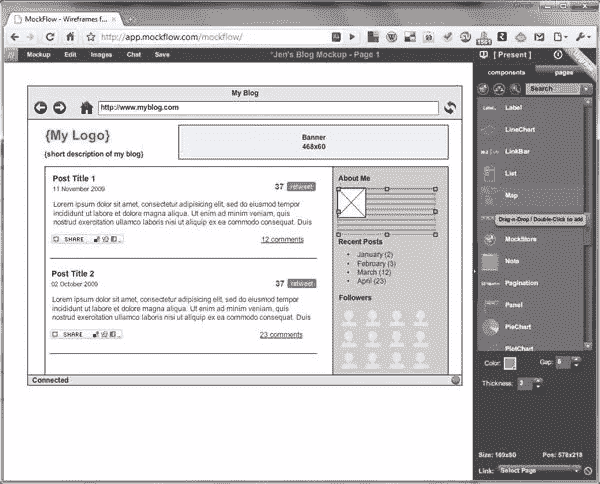 MockFlow - Wireframes f...
http://app.mockflow.com/mockflow/
1581
Mockup Edit Images Chat Save
"Jen's Blog Mockup - Page 1
[ Present ]
components pages
Search
My Blog
http://www.myblog.com
{My Logo}
{short description of my blog}
Banner
468x60
Post Title 1
11 November 2009
37 retweet
Lorem ipsum dolor sit amet, consectetur adipisicing elit, sed do eiusmod tempor
incididunt ut labore et dolore magna aliqua. Ut enim ad minim veniam, quis
nostrud exercitation ullamco laboris nisi ut aliquip ex ea commodo consequat. Duis
SHARE
12 comments
Post Title 2
02 October 2009
37 retweet
Lorem ipsum dolor sit amet, consectetur adipisicing elit, sed do eiusmod tempor
incididunt ut labore et dolore magna aliqua. Ut enim ad minim veniam, quis
nostrud exercitation ullamco laboris nisi ut aliquip ex ea commodo consequat. Duis
SHARE
23 comments
About Me
Recent Posts
• January (2)
• February (3)
• March (12)
• April (23)
Followers
Connected
Label
LineChart
LinkBar
List
Map
Drag-n-Drop / Double-Click to add
MockStore
Note
Pagination
Panel
PieChart
PieChart
Color:
Gap: 8
Thickness: 3
Size: 169x80
Pos: 578x218
Link: Select Page